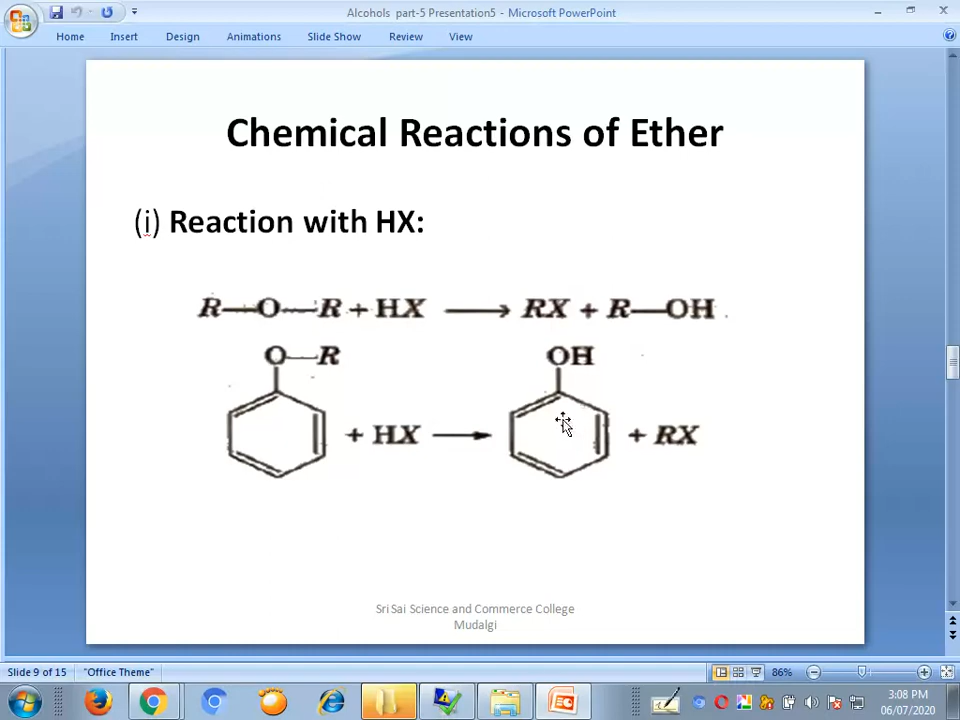 Alcohols part-5 Presentation5 - Microsoft PowerPoint
Home Insert Design Animations Slide Show Review View
Chemical Reactions of Ether
(i) Reaction with HX:
R—O—R + HX ⟶ RX + R—OH
O—R OH
+ HX ⟶ + RX
Sri Sai Science and Commerce College
Mudalgi
Slide 9 of 15 "Office Theme" 86%
3:08 PM
06/07/2020